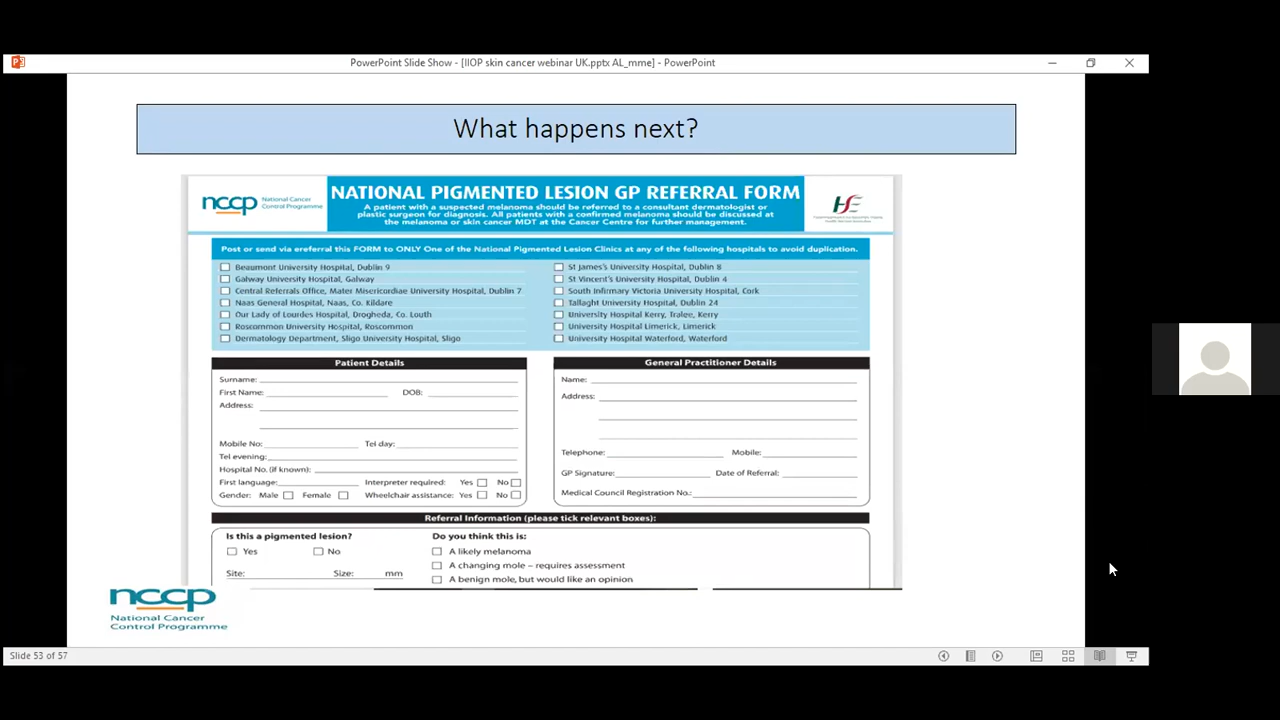 PowerPoint Slide Show - [IIOP skin cancer webinar UK.pptx AL_mme] - PowerPoint
What happens next?
nccp National Cancer
Control Programme
NATIONAL PIGMENTED LESION GP REFERRAL FORM
A patient with a suspected melanoma should be referred to a consultant dermatologist or
plastic surgeon for diagnosis. All patients with a confirmed melanoma should be discussed at
the melanoma or skin cancer MDT at the Cancer Centre for further management.
Post or send via ereferral this FORM to ONLY One of the National Pigmented Lesion Clinics at any of the following hospitals to avoid duplication.
Beaumont University Hospital, Dublin 9
Galway University Hospital, Galway
Central Referrals Office, Mater Misericordiae University Hospital, Dublin 7
Naas General Hospital, Naas, Co. Kildare
Our Lady of Lourdes Hospital, Drogheda, Co. Louth
Roscommon University Hospital, Roscommon
Dermatology Department, Sligo University Hospital, Sligo
St James's University Hospital, Dublin 8
St Vincent's University Hospital, Dublin 4
South Infirmary Victoria University Hospital, Cork
Tallaght University Hospital, Dublin 24
University Hospital Kerry, Tralee, Kerry
University Hospital Limerick, Limerick
University Hospital Waterford, Waterford
Patient Details
Surname:
First Name: DOB:
Address:
Mobile No: Tel day:
Tel evening:
Hospital No. (if known):
First language: Interpreter required: Yes No
Gender: Male Female Wheelchair assistance: Yes No
General Practitioner Details
Name:
Address:
Telephone: Mobile:
GP Signature: Date of Referral:
Medical Council Registration No.:
Referral Information (please tick relevant boxes):
Is this a pigmented lesion?
Yes No
Site: Size: mm
Do you think this is:
A likely melanoma
A changing mole – requires assessment
A benign mole, but would like an opinion
nccp
National Cancer
Control Programme
Slide 53 of 57